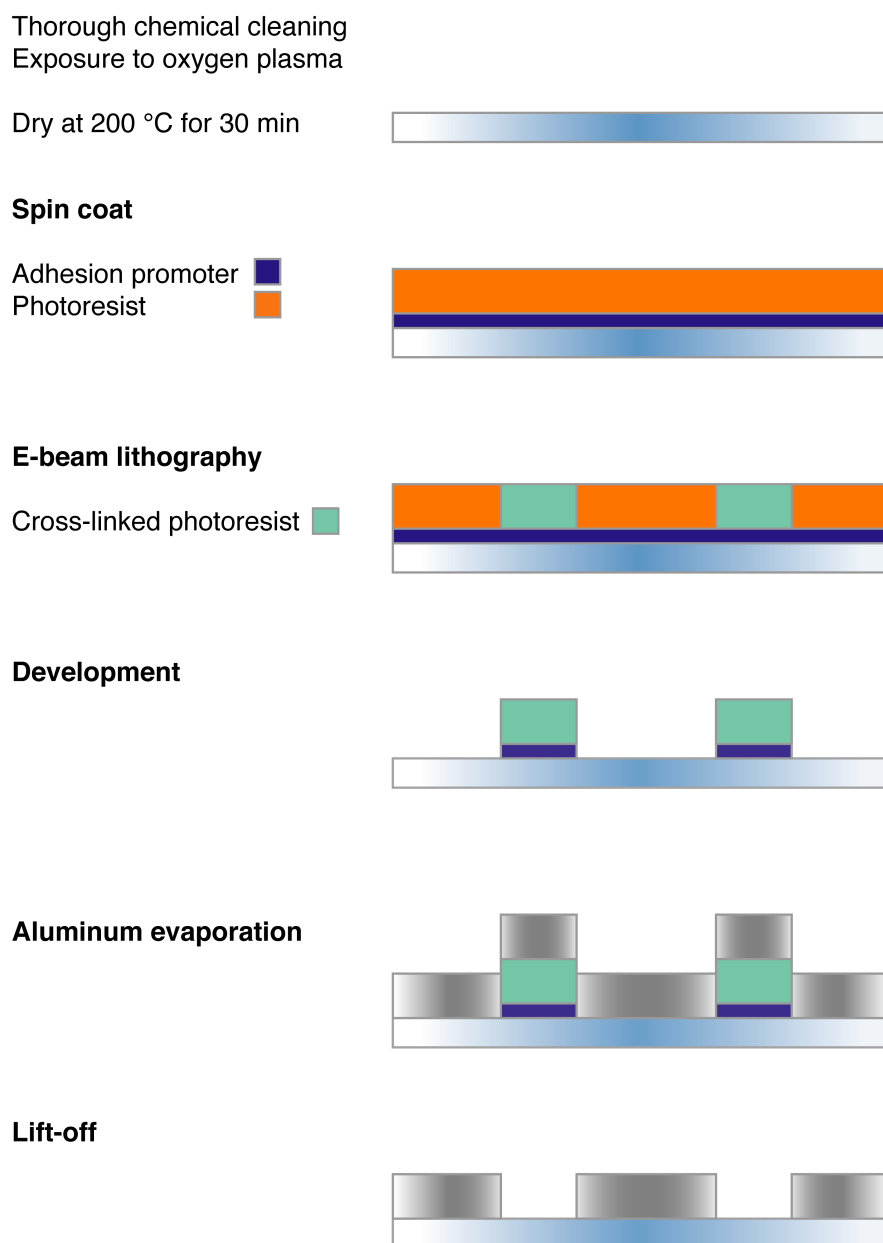 Thorough chemical cleaning
Exposure to oxygen plasma
Dry at 200 °C for 30 min
Spin coat
Adhesion promoter
Photoresist
E-beam lithography
Cross-linked photoresist
Development
Aluminum evaporation
Lift-off